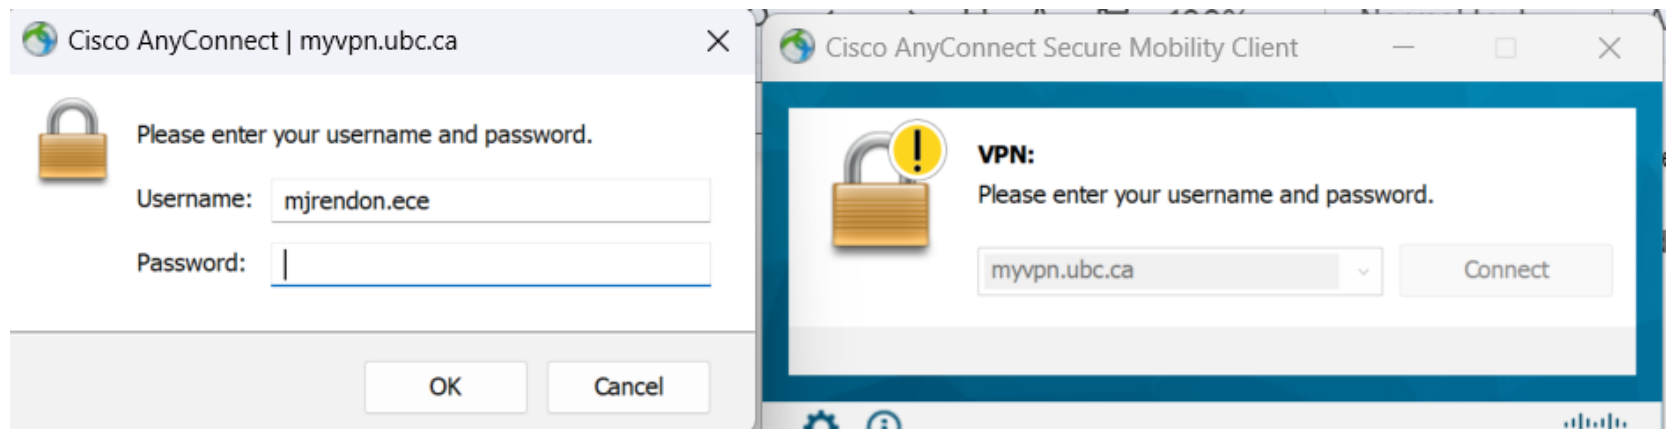 Cisco AnyConnect | myvpn.ubc.ca
Please enter your username and password.
Username: mjrendon.ece
Password:
OK Cancel
Cisco AnyConnect Secure Mobility Client
VPN:
Please enter your username and password.
myvpn.ubc.ca Connect